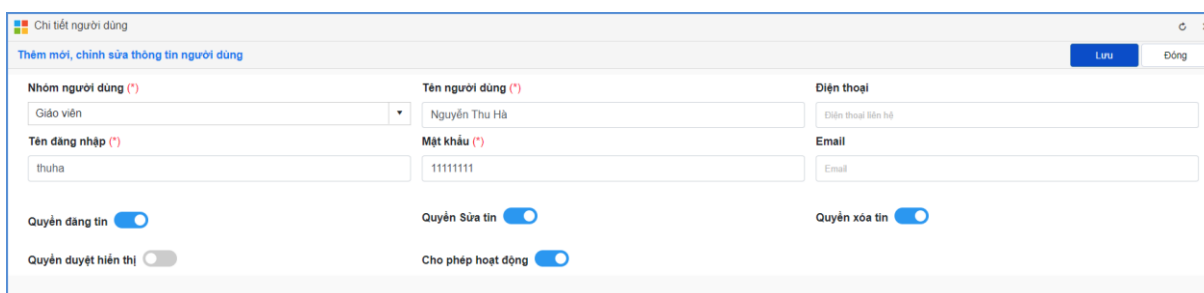 Chi tiết người dùng
Thêm mới, chỉnh sửa thông tin người dùng Lưu Đóng
Nhóm người dùng (*) Tên người dùng (*) Điện thoại
Giáo viên Nguyễn Thu Hà Điện thoại liên hệ
Tên đăng nhập (*) Mật khẩu (*) Email
thuha 11111111 Email
Quyền đăng tin Quyền Sửa tin Quyền xóa tin
Quyền duyệt hiển thị Cho phép hoạt động